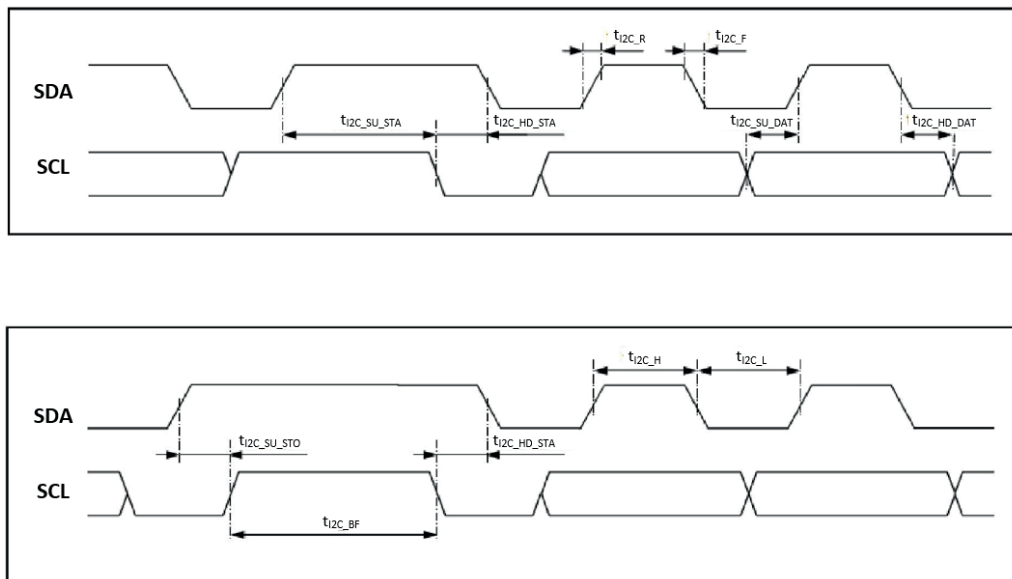 tI2C_R tI2C_F
SDA
tI2C_SU_STA tI2C_HD_STA tI2C_SU_DAT tI2C_HD_DAT
SCL
tI2C_H tI2C_L
SDA
tI2C_SU_STO tI2C_HD_STA
SCL
tI2C_BF